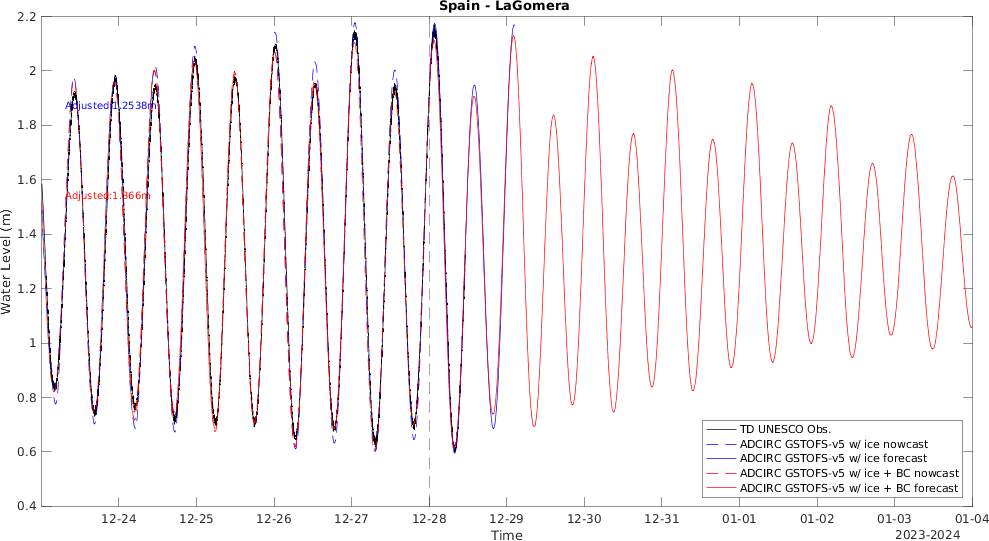 Spain - LaGomera
2.2
2
1.8
1.6
1.4
1.2
1
0.8
0.6
0.4
Water Level (m)
Adjusted:1.2538m
Adjusted:1.866m
TD UNESCO Obs.
ADCIRC GSTOFS-v5 w/ ice nowcast
ADCIRC GSTOFS-v5 w/ ice forecast
ADCIRC GSTOFS-v5 w/ ice + BC nowcast
ADCIRC GSTOFS-v5 w/ ice + BC forecast
12-24 12-25 12-26 12-27 12-28 12-29 12-30 12-31 01-01 01-02 01-03 01-04
Time
2023-2024